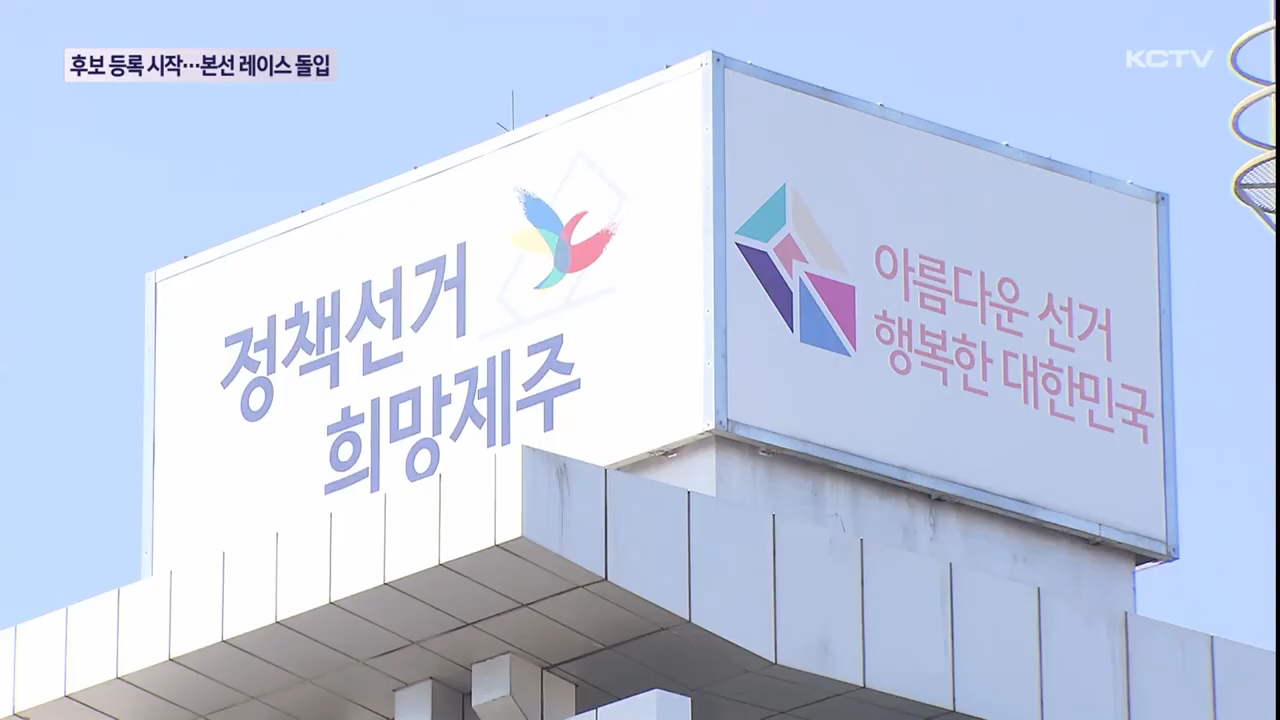 후보 등록 시작…본선 레이스 돌입
KCTV
정책선거
희망제주
아름다운 선거
행복한 대한민국